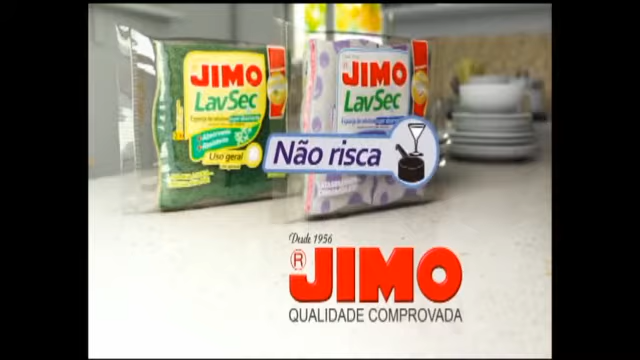 JIMO
LavSec
Uso geral
JIMO
LavSec
Não risca
Desde 1956
® JIMO
QUALIDADE COMPROVADA